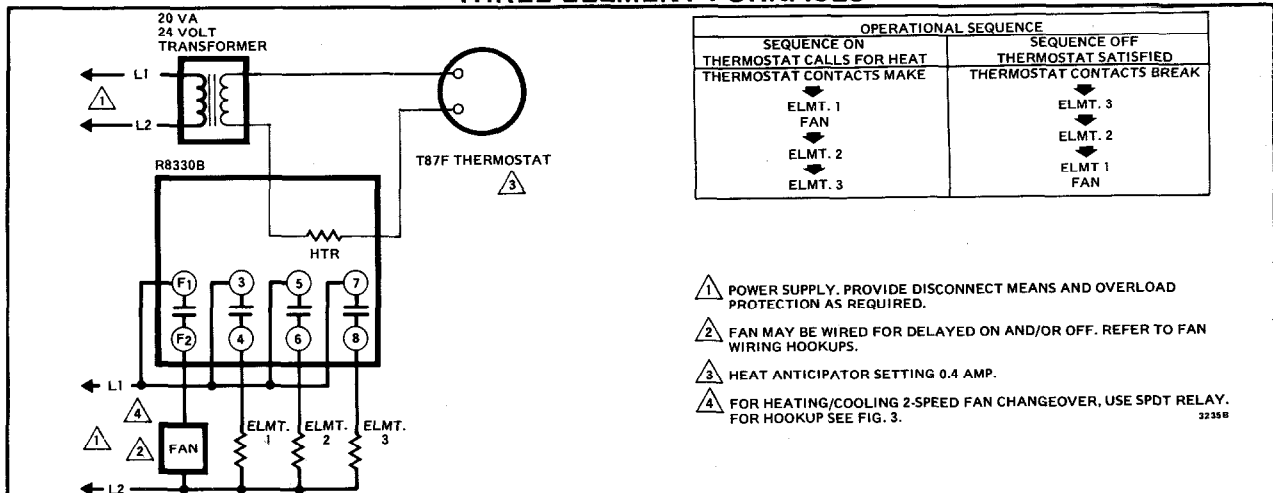 20 VA
24 VOLT
TRANSFORMER
L1
1
L2
T87F THERMOSTAT
3
R8330B
HTR
F1
3
5
7
F2
4
6
8
L1
4
1
2
FAN
ELMT.
1
ELMT.
2
ELMT.
3
L2
OPERATIONAL SEQUENCE
SEQUENCE ON
THERMOSTAT CALLS FOR HEAT
SEQUENCE OFF
THERMOSTAT SATISFIED
THERMOSTAT CONTACTS MAKE
ELMT. 1
FAN
ELMT. 2
ELMT. 3
THERMOSTAT CONTACTS BREAK
ELMT. 3
ELMT. 2
ELMT 1
FAN
1 POWER SUPPLY. PROVIDE DISCONNECT MEANS AND OVERLOAD
PROTECTION AS REQUIRED.
2 FAN MAY BE WIRED FOR DELAYED ON AND/OR OFF. REFER TO FAN
WIRING HOOKUPS.
3 HEAT ANTICIPATOR SETTING 0.4 AMP.
4 FOR HEATING/COOLING 2-SPEED FAN CHANGEOVER, USE SPDT RELAY.
FOR HOOKUP SEE FIG. 3.
3235B